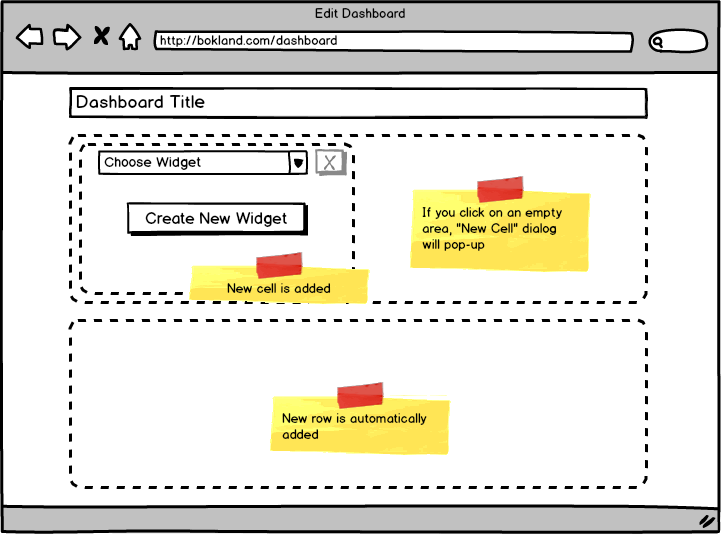 Edit Dashboard
http://bokland.com/dashboard
Dashboard Title
Choose Widget
X
Create New Widget
If you click on an empty
area, "New Cell" dialog
will pop-up
New cell is added
New row is automatically
added